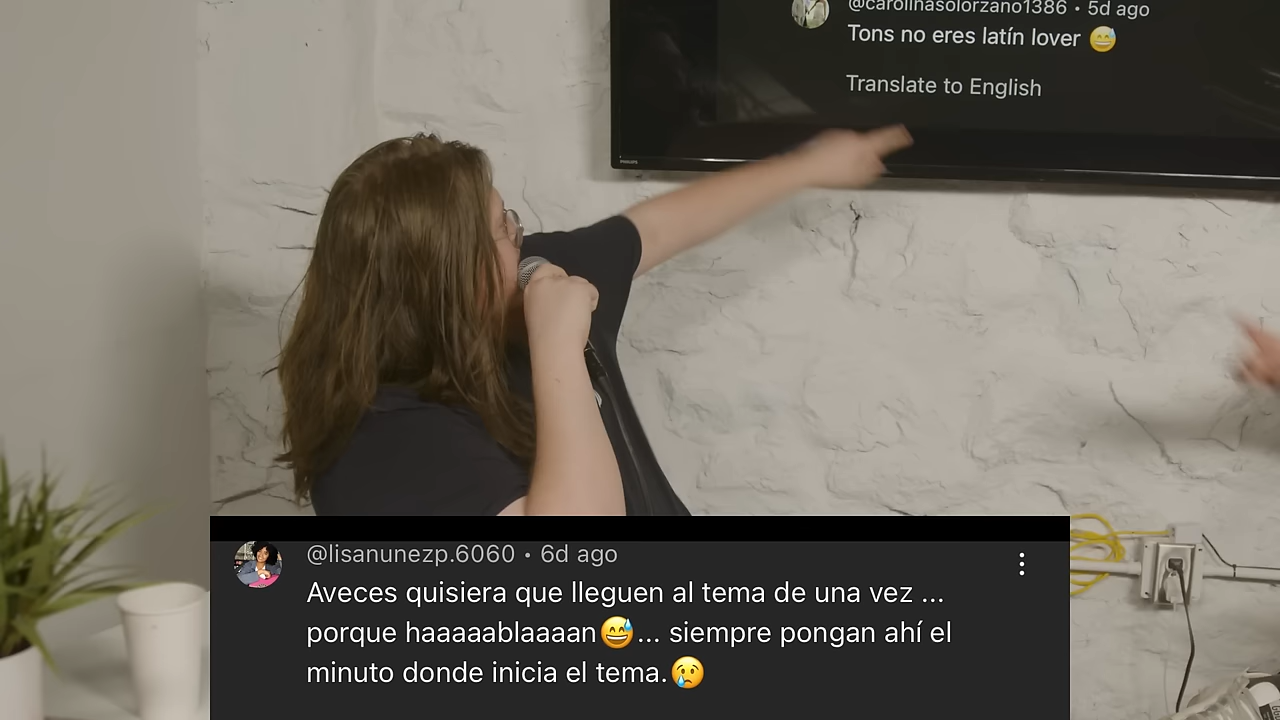 @carolinasolorzano1386 • 5d ago
Tons no eres latín lover 😅
Translate to English
PHILIPS
@lisanunezp.6060 • 6d ago
Aveces quisiera que lleguen al tema de una vez ...
porque haaaaablaaaan😅... siempre pongan ahí el
minuto donde inicia el tema.😢